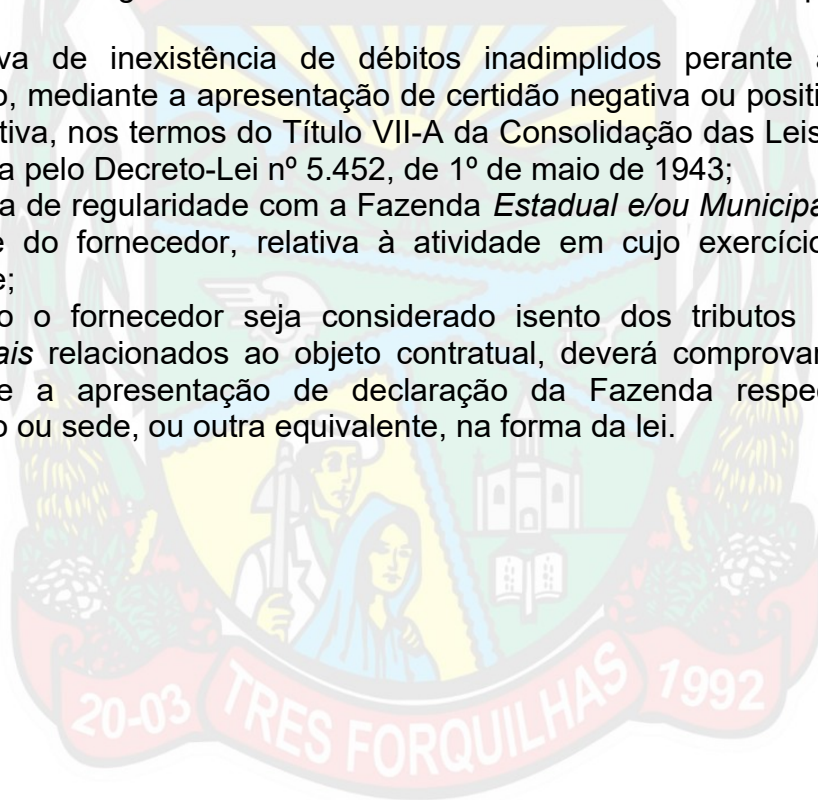 va de inexistência de débitos inadimplidos perante a
o, mediante a apresentação de certidão negativa ou positi
tiva, nos termos do Título VII-A da Consolidação das Leis
a pelo Decreto-Lei nº 5.452, de 1º de maio de 1943;
a de regularidade com a Fazenda Estadual e/ou Municipa
e do fornecedor, relativa à atividade em cujo exercício
e;
o o fornecedor seja considerado isento dos tributos
ais relacionados ao objeto contratual, deverá comprovar
e a apresentação de declaração da Fazenda respe
o ou sede, ou outra equivalente, na forma da lei.
20-03 TRES FORQUILHAS 1992